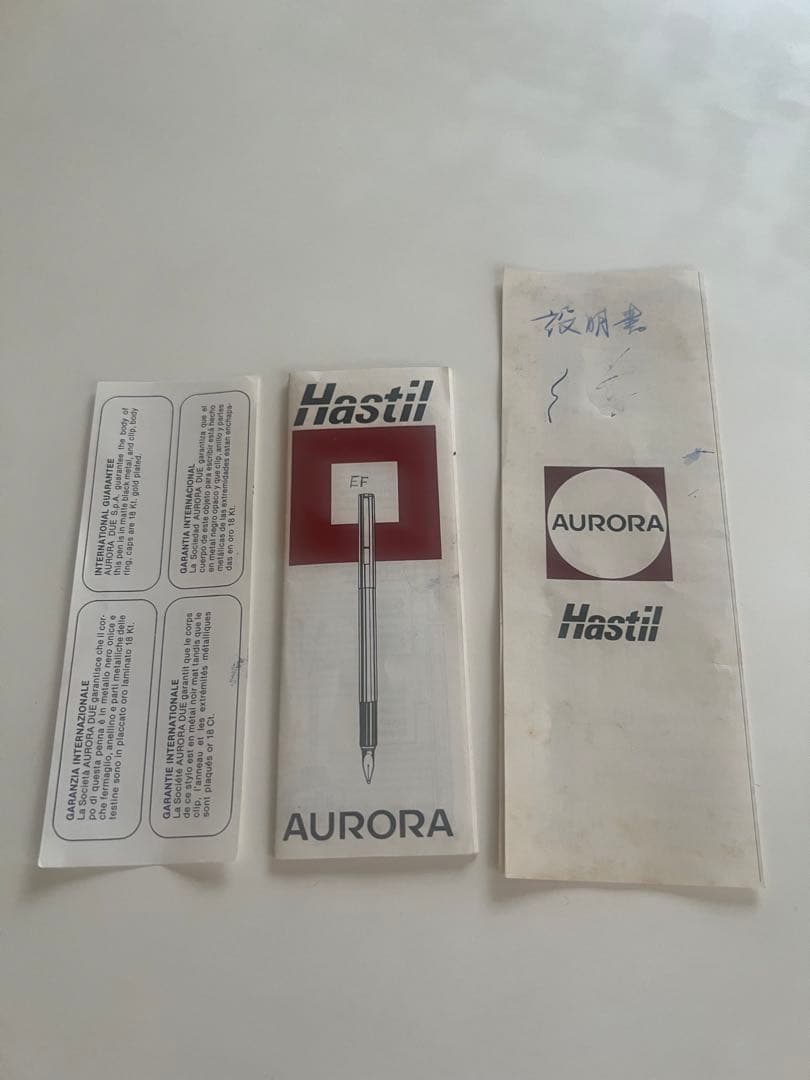 GARANZIA INTERNAZIONALE
La Società AURORA DUE garantisce che il cor-
po di questa penna è in metallo nero onice e
che fermaglio, anellino e parti metalliche delle
testine sono in placcato oro laminato 18 Kt.
INTERNATIONAL GUARANTEE
AURORA DUE S.p.A. guarantee the body of
this pen is in matte black metal, and clip, body
ring, caps are 18 Kt. gold plated.
GARANTIE INTERNATIONALE
La Société AURORA DUE garantit que le corps
de ce stylo est en métal noir mat tandis que le
clip, l'anneau et les extrémités métalliques
sont plaqués or 18 Ct.
GARANTIA INTERNACIONAL
La Sociedad AURORA DUE garantiza que el
cuerpo de este objeto para escribir está hecho
en metal negro opaco y que clip, anillo y partes
metálicas de las extremidades estan enchapa-
das en oro 18 Kt.
Hastil
EF
AURORA
説明書
AURORA
Hastil